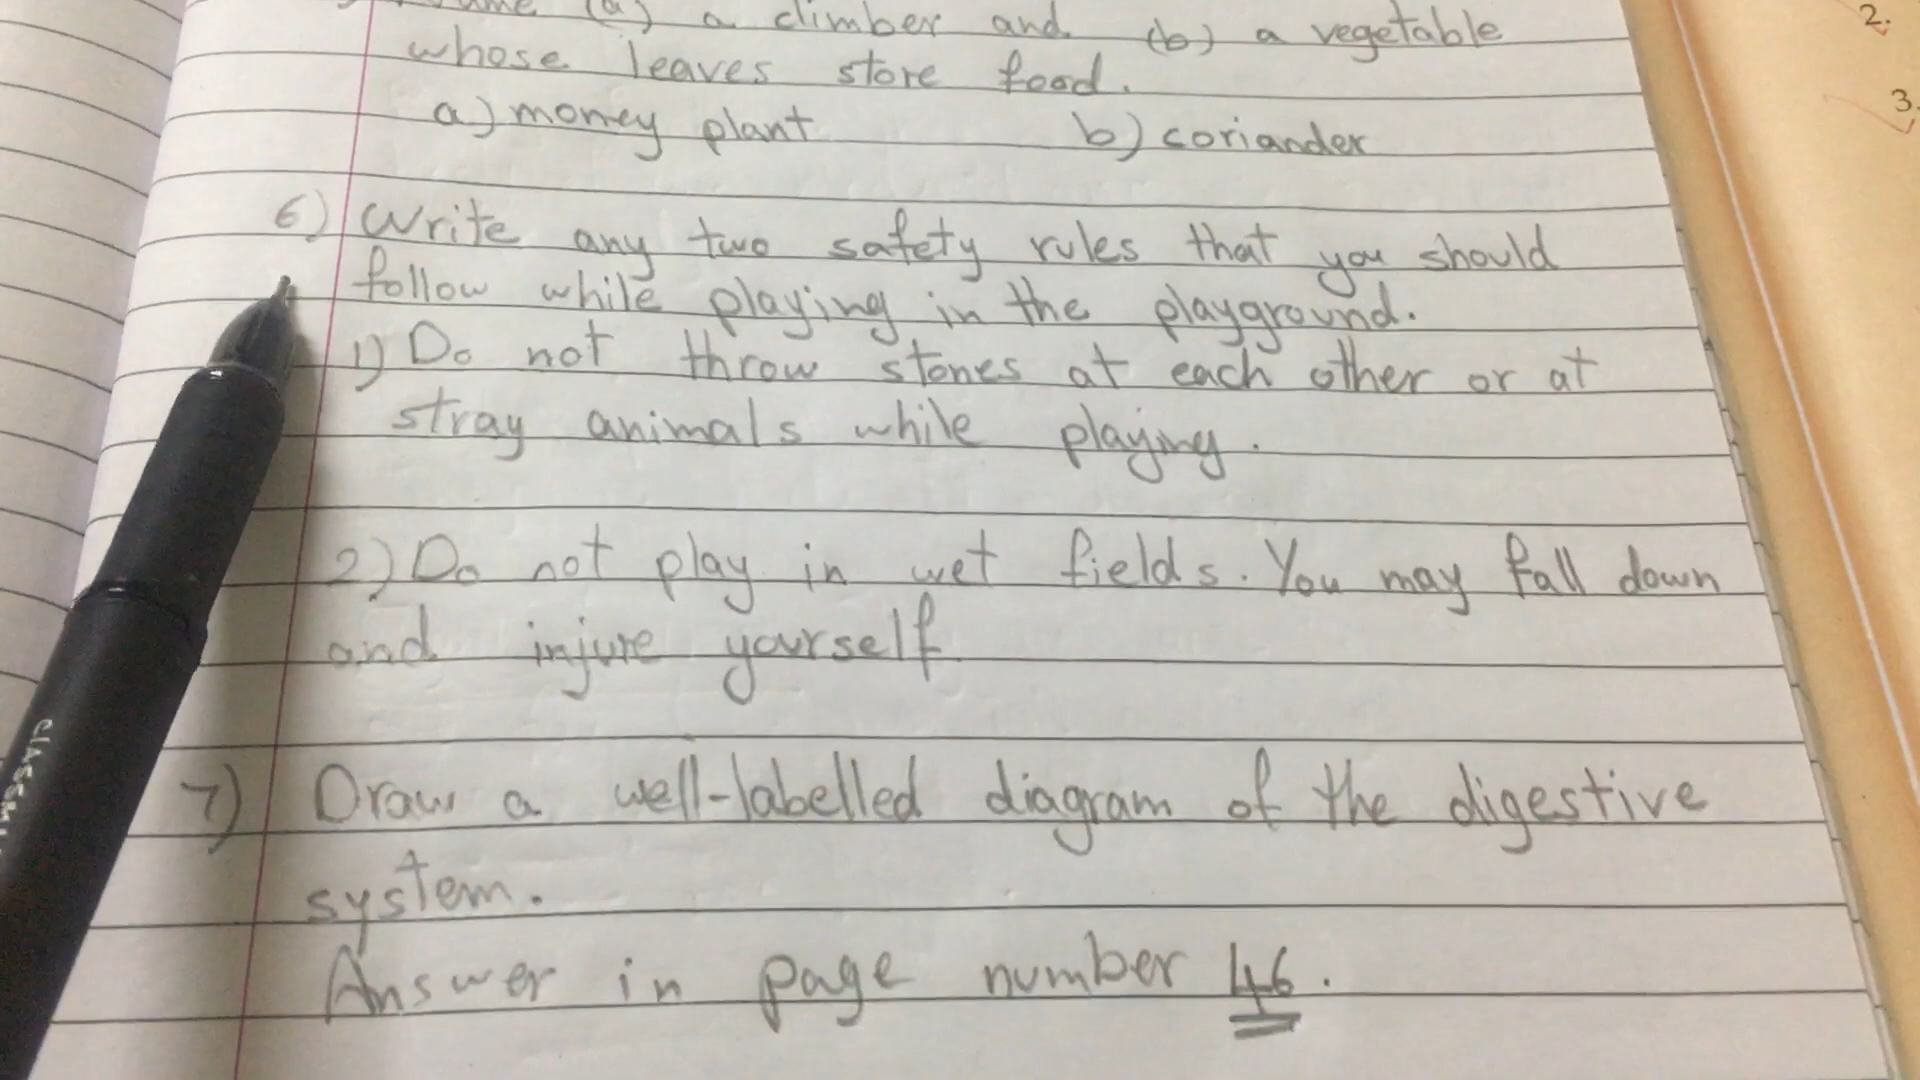 (a) a climber and (b) a vegetable
whose leaves store food.
a) money plant b) coriander
6) Write any two safety rules that you should
follow while playing in the playground.
1) Do not throw stones at each other or at
stray animals while playing.
2) Do not play in wet fields. You may fall down
and injure yourself
7) Draw a well-labelled diagram of the digestive
system.
Answer in page number 46.
2.
3.